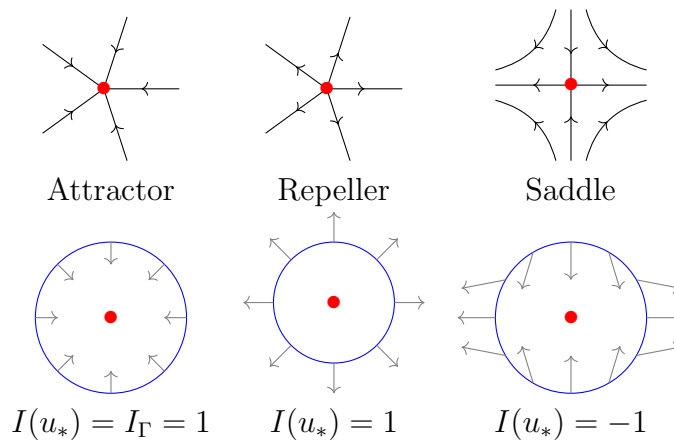 Attractor Repeller Saddle
I(u_*) = I_Γ = 1 I(u_*) = 1 I(u_*) = −1